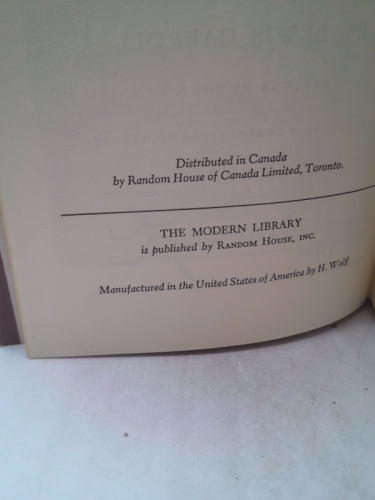 Distributed in Canada
by Random House of Canada Limited, Toronto.
THE MODERN LIBRARY
is published by RANDOM HOUSE, INC.
Manufactured in the United States of America by H. Wolff